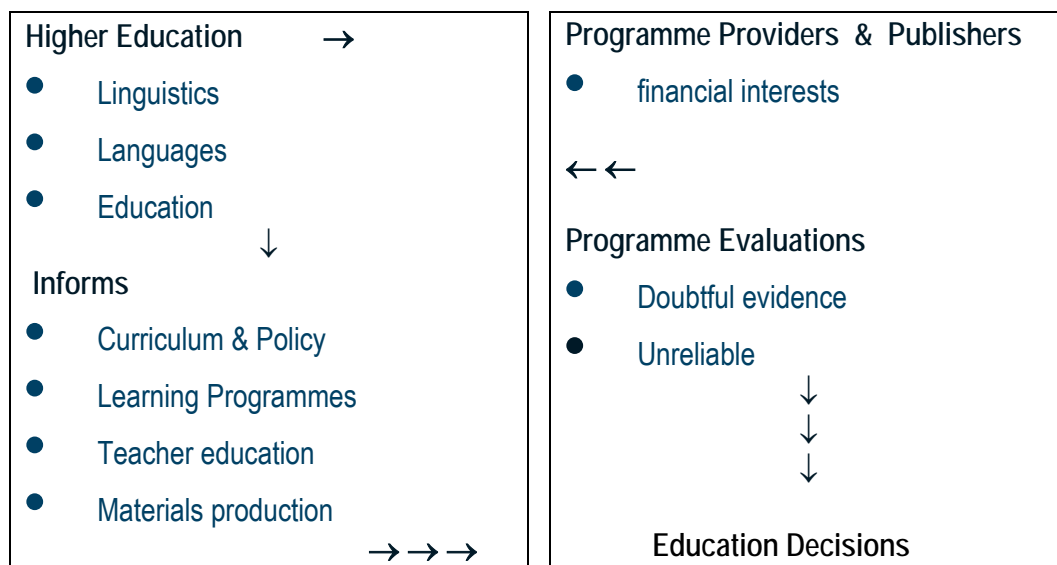 Higher Education →
● Linguistics
● Languages
● Education
↓
Informs
● Curriculum & Policy
● Learning Programmes
● Teacher education
● Materials production
→→→
Programme Providers & Publishers
● financial interests
←←
Programme Evaluations
● Doubtful evidence
● Unreliable
↓
↓
↓
Education Decisions